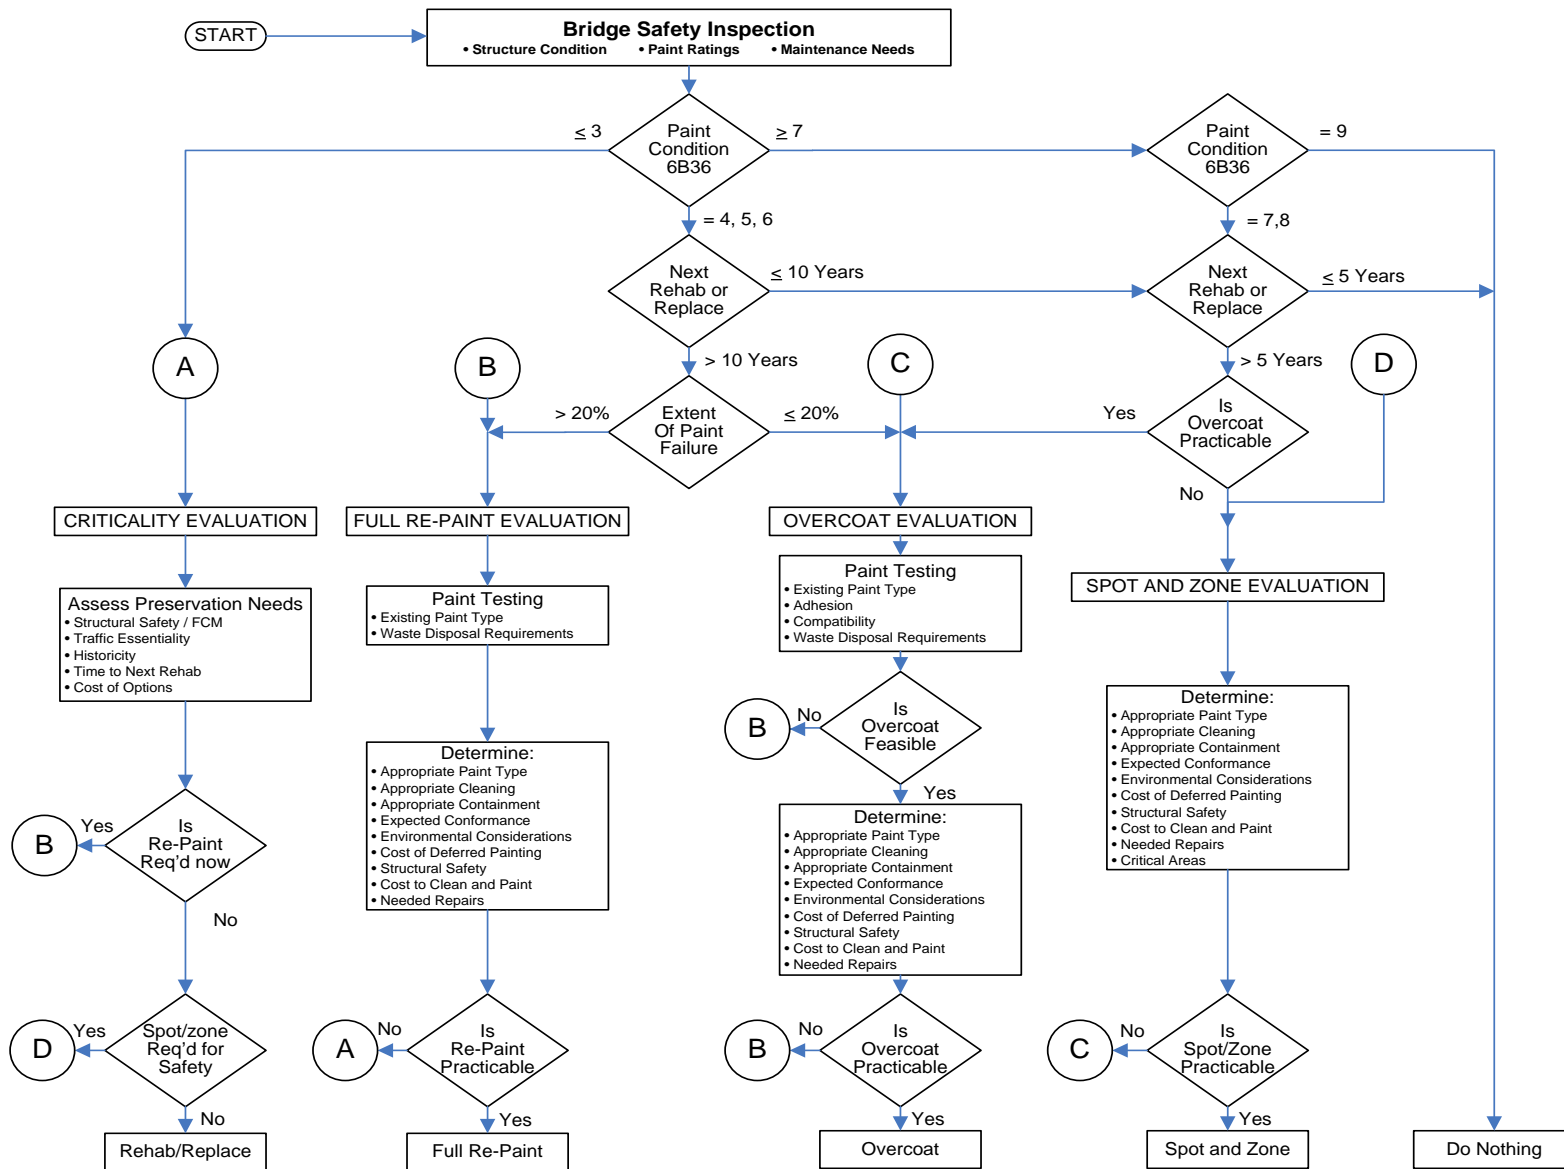 START
Bridge Safety Inspection
• Structure Condition • Paint Ratings • Maintenance Needs
≤ 3
Paint
Condition
6B36
≥ 7
Paint
Condition
6B36
= 9
= 4, 5, 6
= 7,8
Next
Rehab or
Replace
≤ 10 Years
Next
Rehab or
Replace
≤ 5 Years
A
B
> 10 Years
C
> 5 Years
D
> 20%
Extent
Of Paint
Failure
≤ 20%
Yes
Is
Overcoat
Practicable
No
CRITICALITY EVALUATION
FULL RE-PAINT EVALUATION
OVERCOAT EVALUATION
SPOT AND ZONE EVALUATION
Assess Preservation Needs
• Structural Safety / FCM
• Traffic Essentiality
• Historicity
• Time to Next Rehab
• Cost of Options
Paint Testing
• Existing Paint Type
• Waste Disposal Requirements
Paint Testing
• Existing Paint Type
• Adhesion
• Compatibility
• Waste Disposal Requirements
B
No
Is
Overcoat
Feasible
Yes
Determine:
• Appropriate Paint Type
• Appropriate Cleaning
• Appropriate Containment
• Expected Conformance
• Environmental Considerations
• Cost of Deferred Painting
• Structural Safety
• Cost to Clean and Paint
• Needed Repairs
• Critical Areas
Determine:
• Appropriate Paint Type
• Appropriate Cleaning
• Appropriate Containment
• Expected Conformance
• Environmental Considerations
• Cost of Deferred Painting
• Structural Safety
• Cost to Clean and Paint
• Needed Repairs
Determine:
• Appropriate Paint Type
• Appropriate Cleaning
• Appropriate Containment
• Expected Conformance
• Environmental Considerations
• Cost of Deferred Painting
• Structural Safety
• Cost to Clean and Paint
• Needed Repairs
B
Yes
Is
Re-Paint
Req'd now
No
D
Yes
Spot/zone
Req'd for
Safety
No
A
No
Is
Re-Paint
Practicable
Yes
B
No
Is
Overcoat
Practicable
Yes
C
No
Is
Spot/Zone
Practicable
Yes
Rehab/Replace
Full Re-Paint
Overcoat
Spot and Zone
Do Nothing